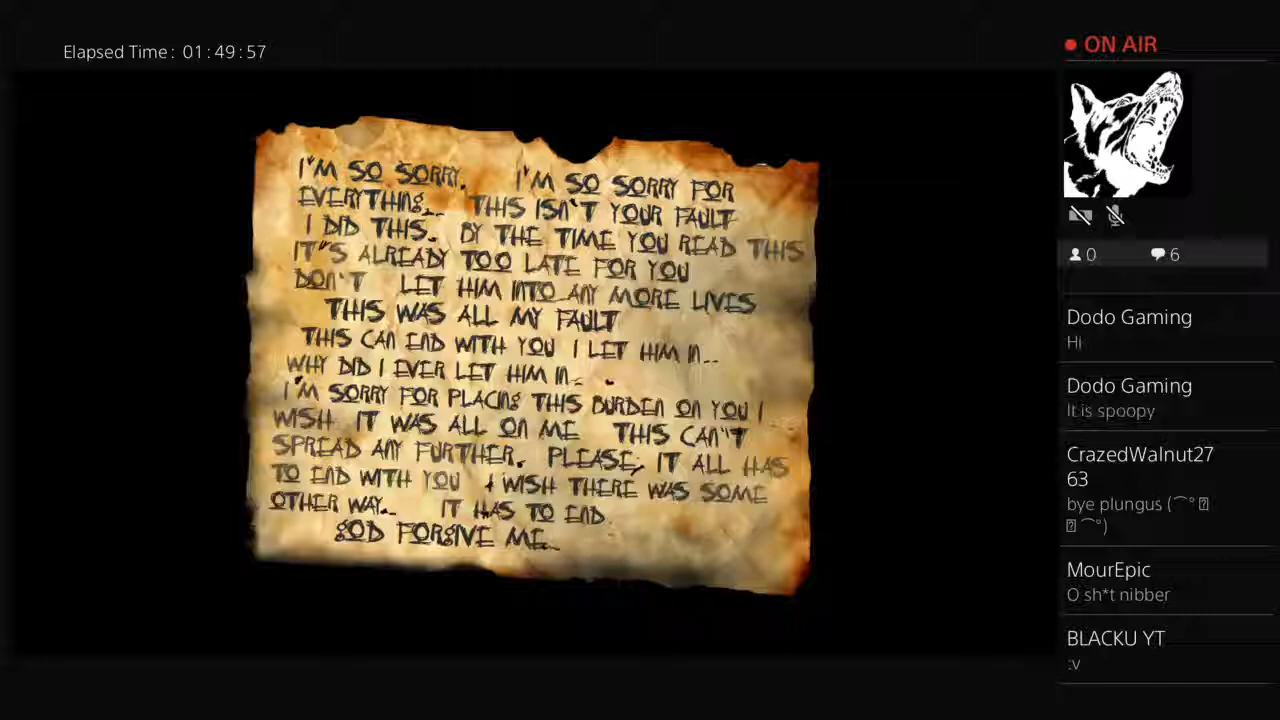 Elapsed Time: 01:49:57
ON AIR
I'M SO SORRY. I'M SO SORRY FOR
EVERYTHING... THIS ISN'T YOUR FAULT
I DID THIS. BY THE TIME YOU READ THIS
IT"S ALREADY TOO LATE FOR YOU
DON'T LET HIM INTO ANY MORE LIVES
THIS WAS ALL MY FAULT
THIS CAN END WITH YOU I LET HIM IN...
WHY DID I EVER LET HIM IN...
I'M SORRY FOR PLACING THIS BURDEN ON YOU I
WISH IT WAS ALL ON ME THIS CAN"T
SPREAD ANY FURTHER. PLEASE, IT ALL HAS
TO END WITH YOU I WISH THERE WAS SOME
OTHER WAY... IT HAS TO END.
GOD FORGIVE ME...
0 6
Dodo Gaming
Hi
Dodo Gaming
It is spoopy
CrazedWalnut27
63
bye plungus (⁀°
⁀°)
MourEpic
O sh*t nibber
BLACKU YT
:v